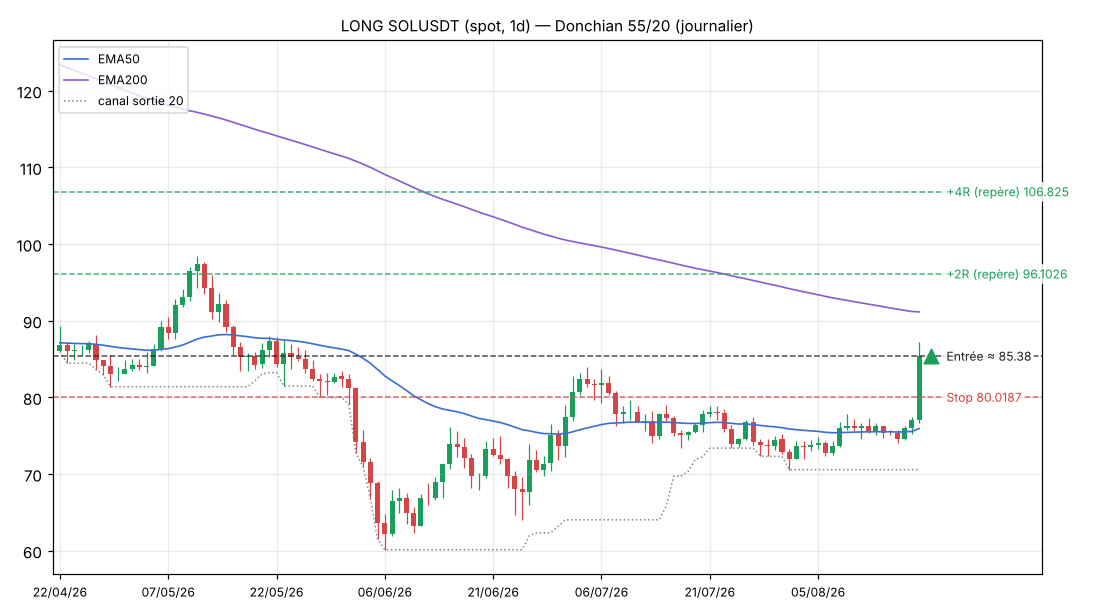 LONG SOLUSDT (spot, 1d) — Donchian 55/20 (journalier)
EMA50
EMA200
canal sortie 20
120
110
100
90
80
70
60
+4R (repère) 106.825
+2R (repère) 96.1026
Entrée ≈ 85.38
Stop 80.0187
22/04/26
07/05/26
22/05/26
06/06/26
21/06/26
06/07/26
21/07/26
05/08/26